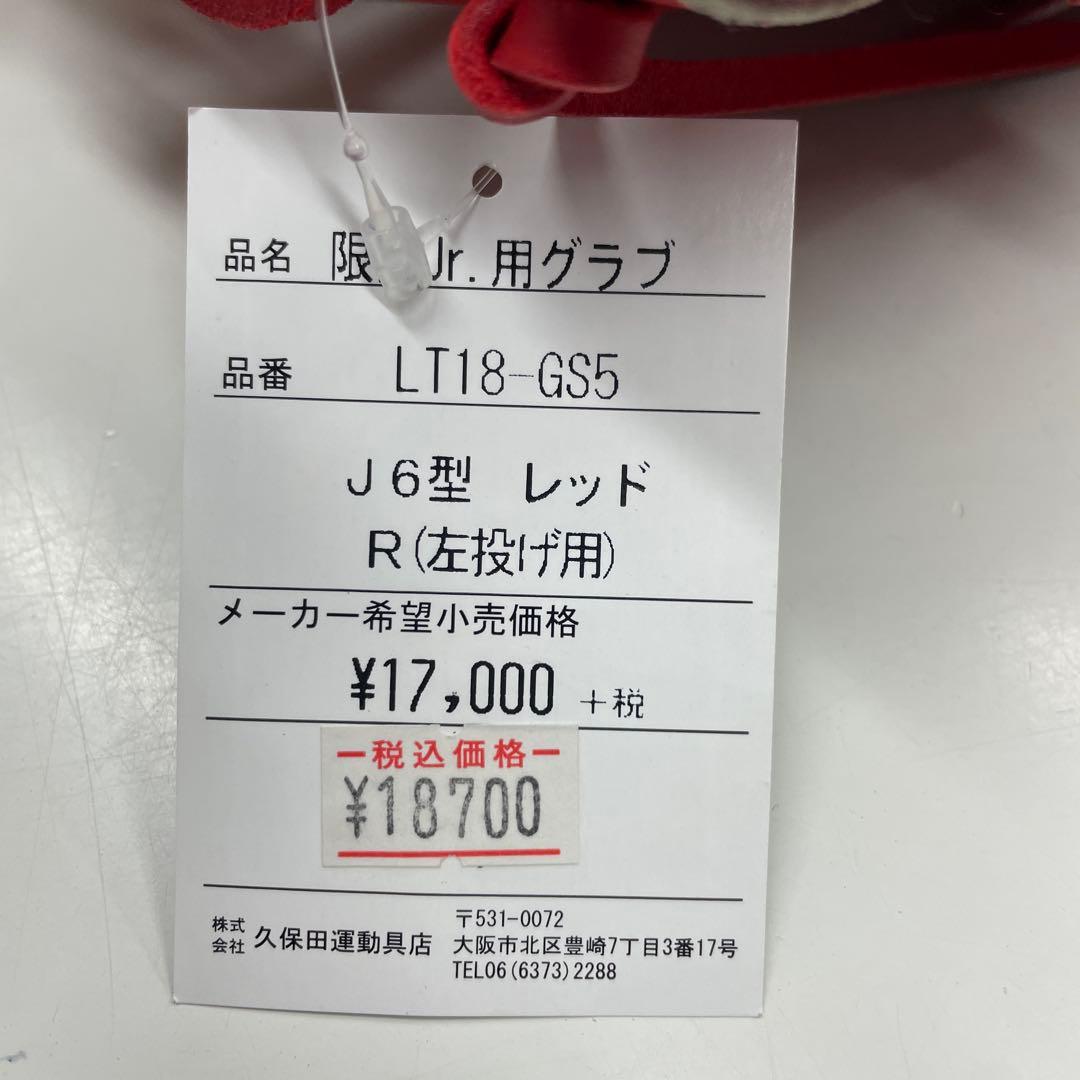 品名 限 Jr.用グラブ
品番 LT18-GS5
J6型 レッド
R(左投げ用)
メーカー希望小売価格
¥17,000 +税
ー税込価格ー
¥18700
株式会社 久保田運動具店
〒531-0072
大阪市北区豊崎7丁目3番17号
TEL06(6373)2288